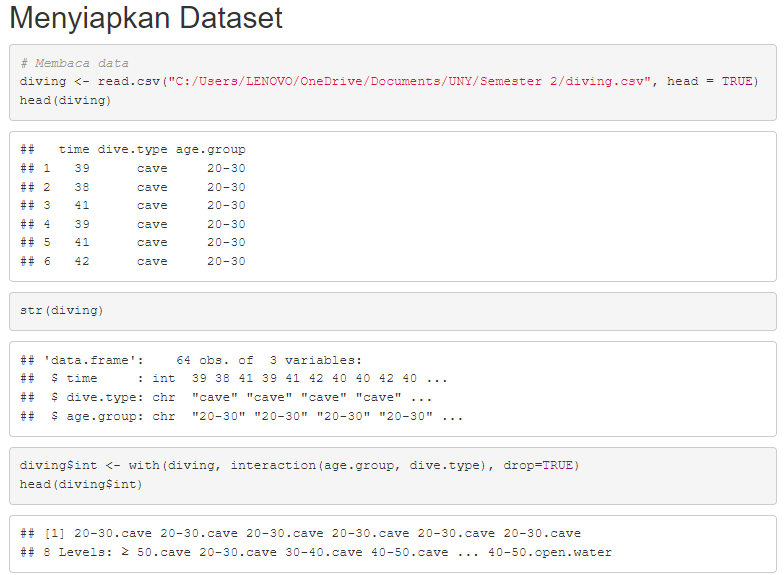 Menyiapkan Dataset
# Membaca data
diving <- read.csv("C:/Users/LENOVO/OneDrive/Documents/UNY/Semester 2/diving.csv", head = TRUE)
head(diving)
##   time dive.type age.group
## 1   39      cave     20-30
## 2   38      cave     20-30
## 3   41      cave     20-30
## 4   39      cave     20-30
## 5   41      cave     20-30
## 6   42      cave     20-30
str(diving)
## 'data.frame':    64 obs. of  3 variables:
##  $ time     : int  39 38 41 39 41 42 40 40 42 40 ...
##  $ dive.type: chr  "cave" "cave" "cave" "cave" ...
##  $ age.group: chr  "20-30" "20-30" "20-30" "20-30" ...
diving$int <- with(diving, interaction(age.group, dive.type), drop=TRUE)
head(diving$int)
## [1] 20-30.cave 20-30.cave 20-30.cave 20-30.cave 20-30.cave 20-30.cave
## 8 Levels: ≥ 50.cave 20-30.cave 30-40.cave 40-50.cave ... 40-50.open.water